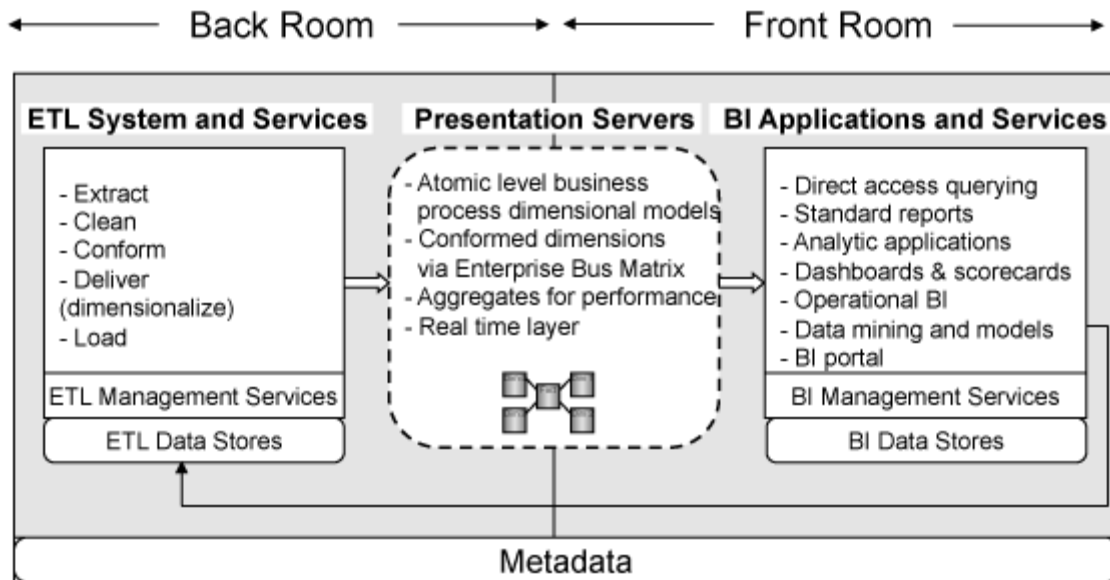 Back Room
Front Room
ETL System and Services
- Extract
- Clean
- Conform
- Deliver
(dimensionalize)
- Load
ETL Management Services
ETL Data Stores
Presentation Servers
- Atomic level business
process dimensional models
- Conformed dimensions
via Enterprise Bus Matrix
- Aggregates for performance
- Real time layer
BI Applications and Services
- Direct access querying
- Standard reports
- Analytic applications
- Dashboards & scorecards
- Operational BI
- Data mining and models
- BI portal
BI Management Services
BI Data Stores
Metadata